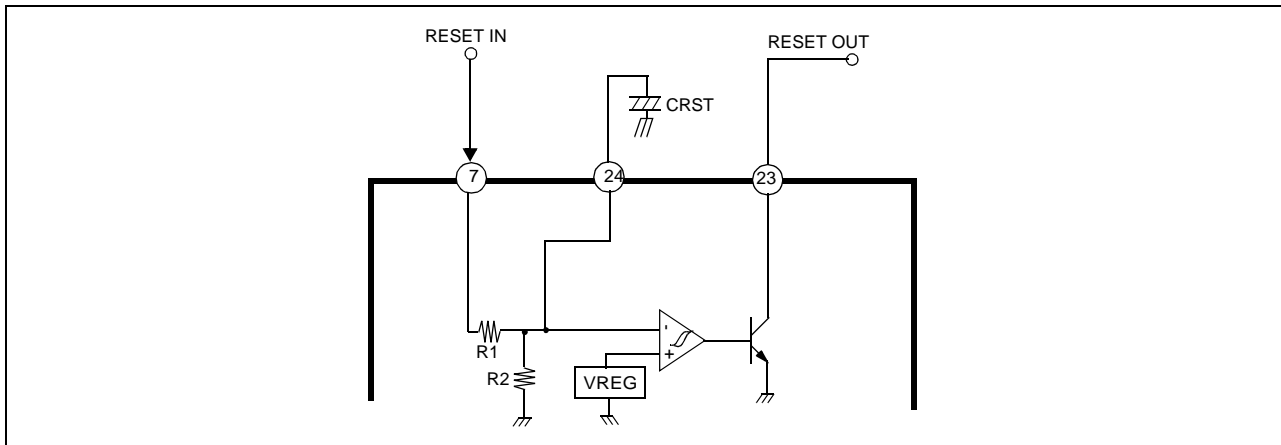 RESET IN
RESET OUT
CRST
7
24
23
R1
-
+
R2
VREG